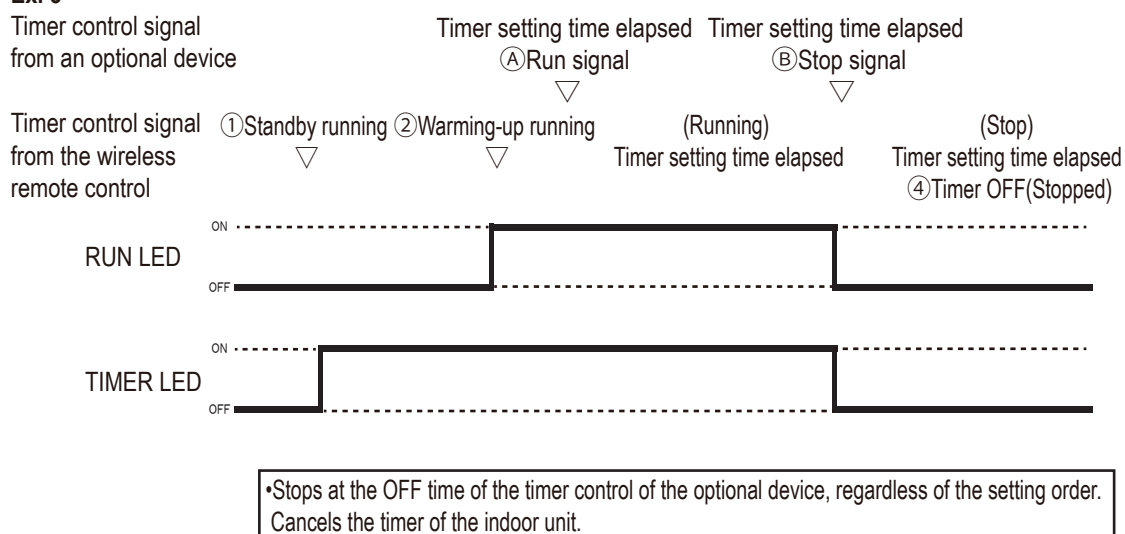 Timer control signal
from an optional device
Timer setting time elapsed Timer setting time elapsed
ⒶRun signal ⒷStop signal
Timer control signal
from the wireless
remote control
①Standby running ②Warming-up running
(Running)
Timer setting time elapsed
(Stop)
Timer setting time elapsed
④Timer OFF(Stopped)
ON
RUN LED
OFF
ON
TIMER LED
OFF
•Stops at the OFF time of the timer control of the optional device, regardless of the setting order.
Cancels the timer of the indoor unit.